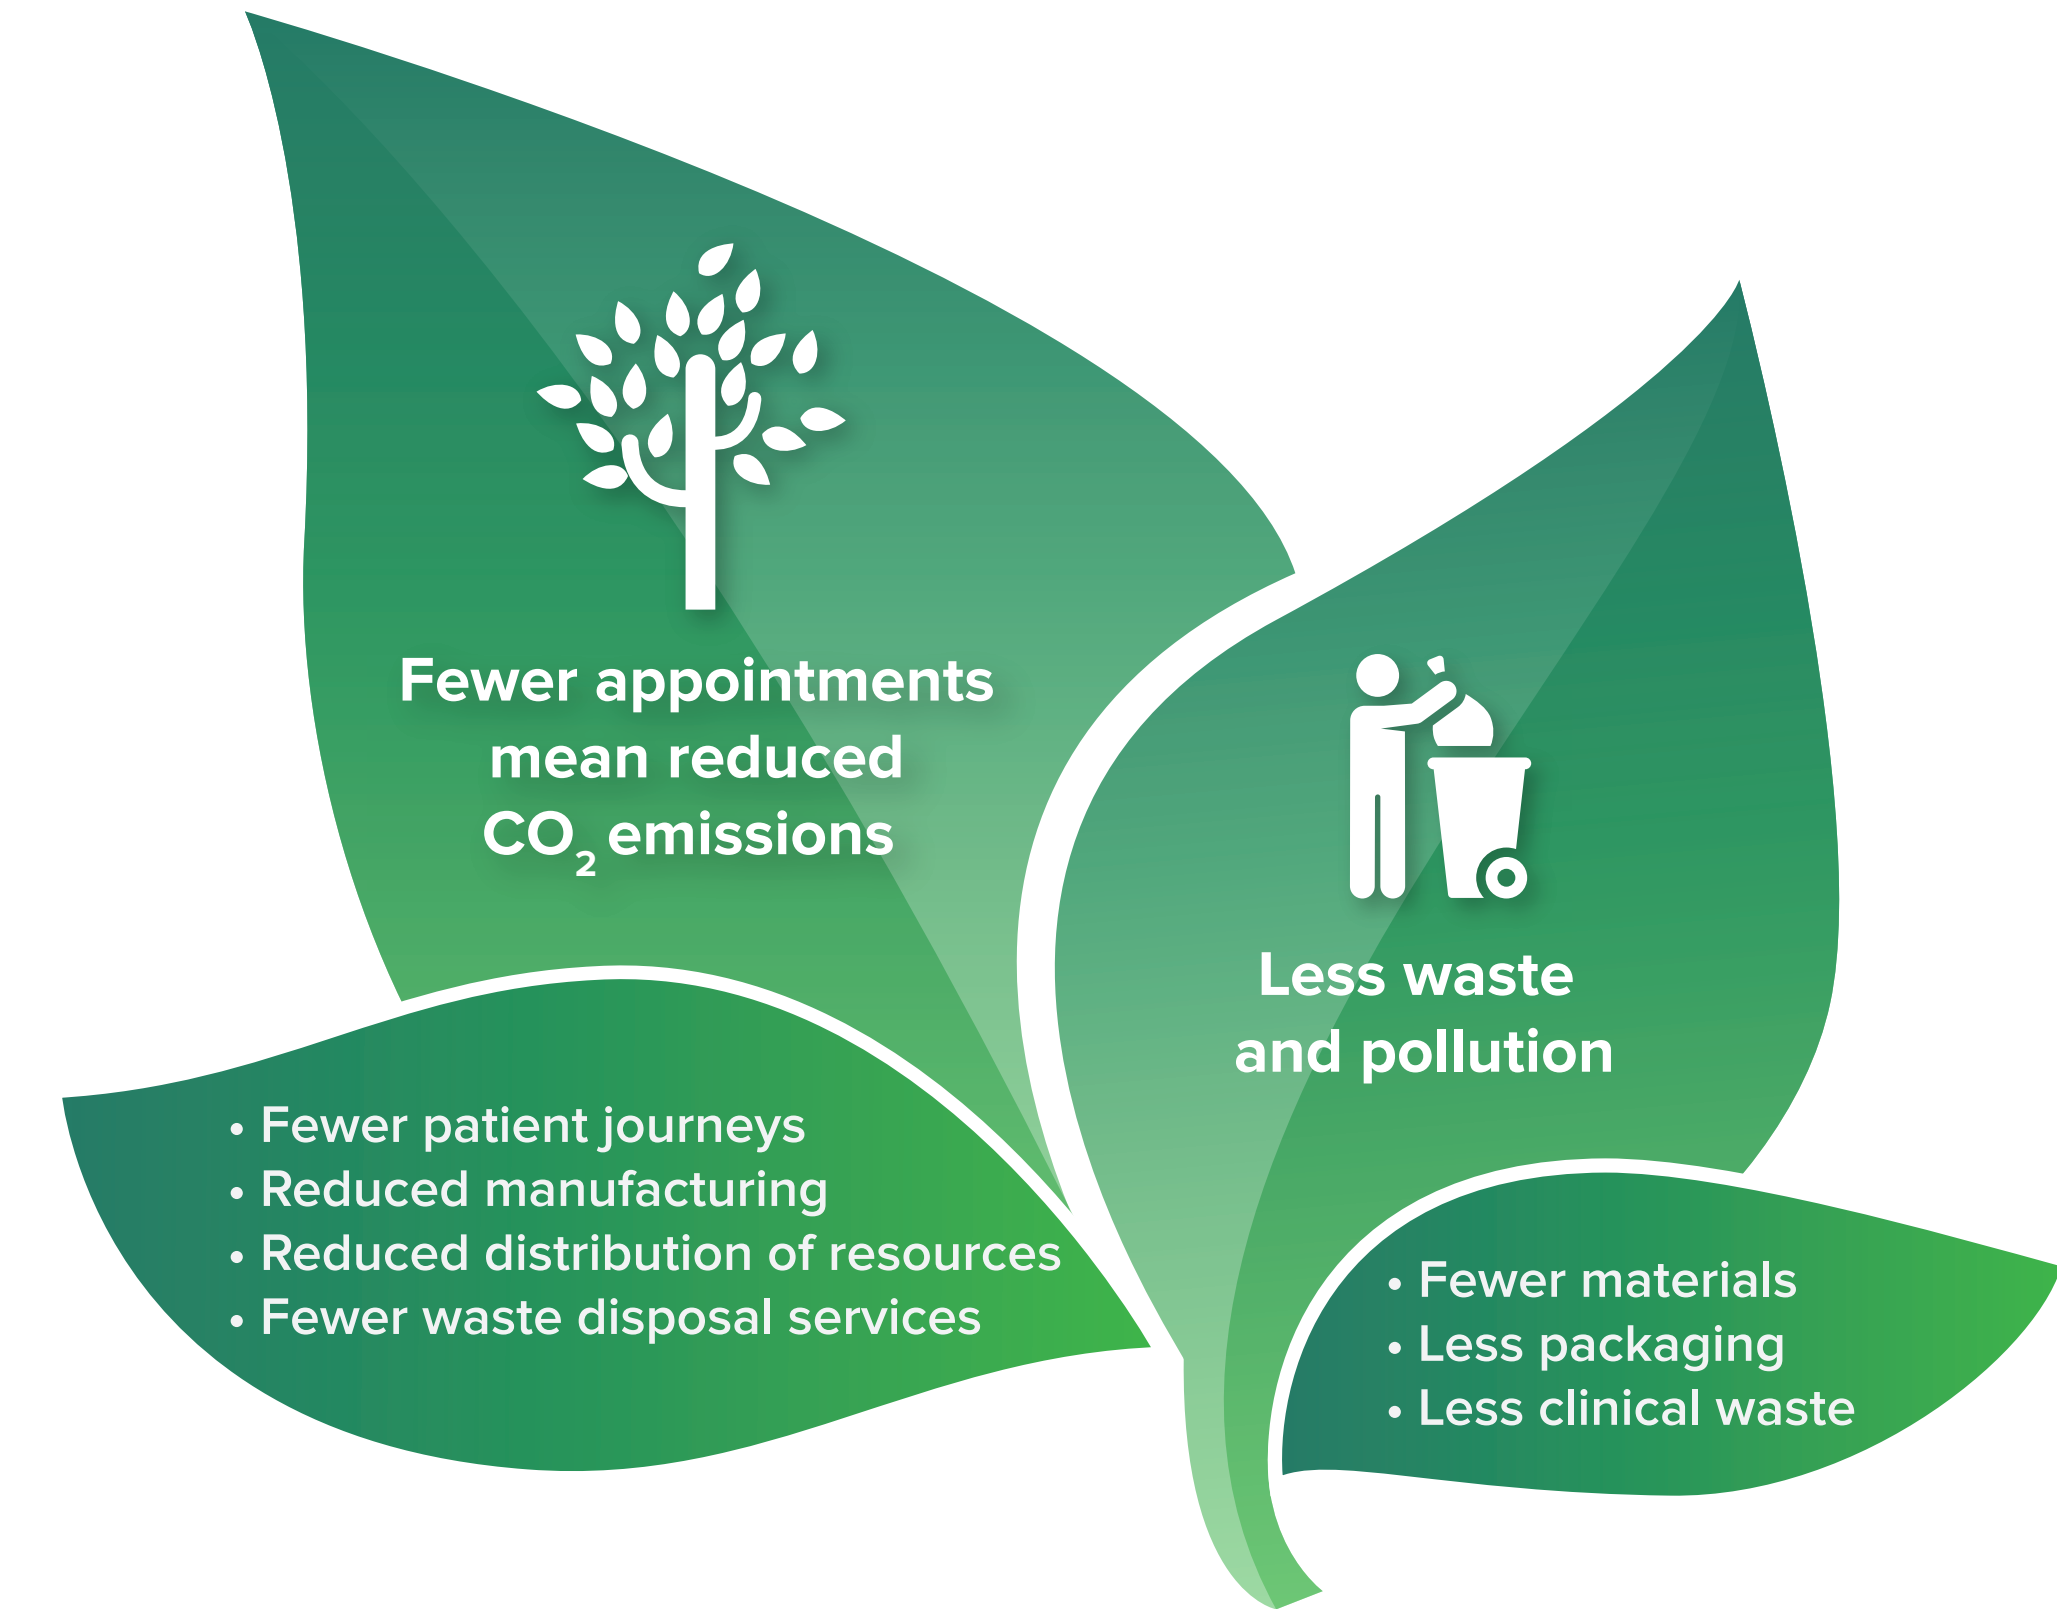 Fewer appointments
mean reduced
CO₂ emissions
• Fewer patient journeys
• Reduced manufacturing
• Reduced distribution of resources
• Fewer waste disposal services
Less waste
and pollution
• Fewer materials
• Less packaging
• Less clinical waste